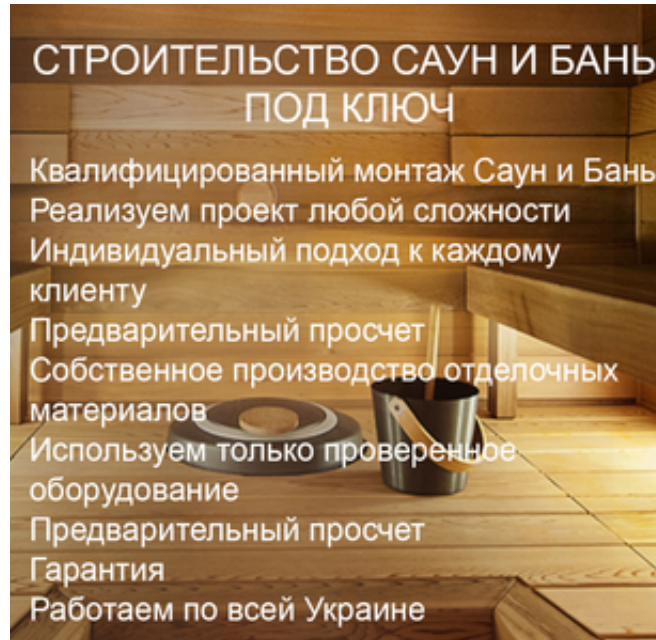 СТРОИТЕЛЬСТВО САУН И БАНЬ
ПОД КЛЮЧ
Квалифицированный монтаж Саун и Бань
Реализуем проект любой сложности
Индивидуальный подход к каждому
клиенту
Предварительный просчет
Собственное производство отделочных
материалов
Используем только проверенное
оборудование
Предварительный просчет
Гарантия
Работаем по всей Украине